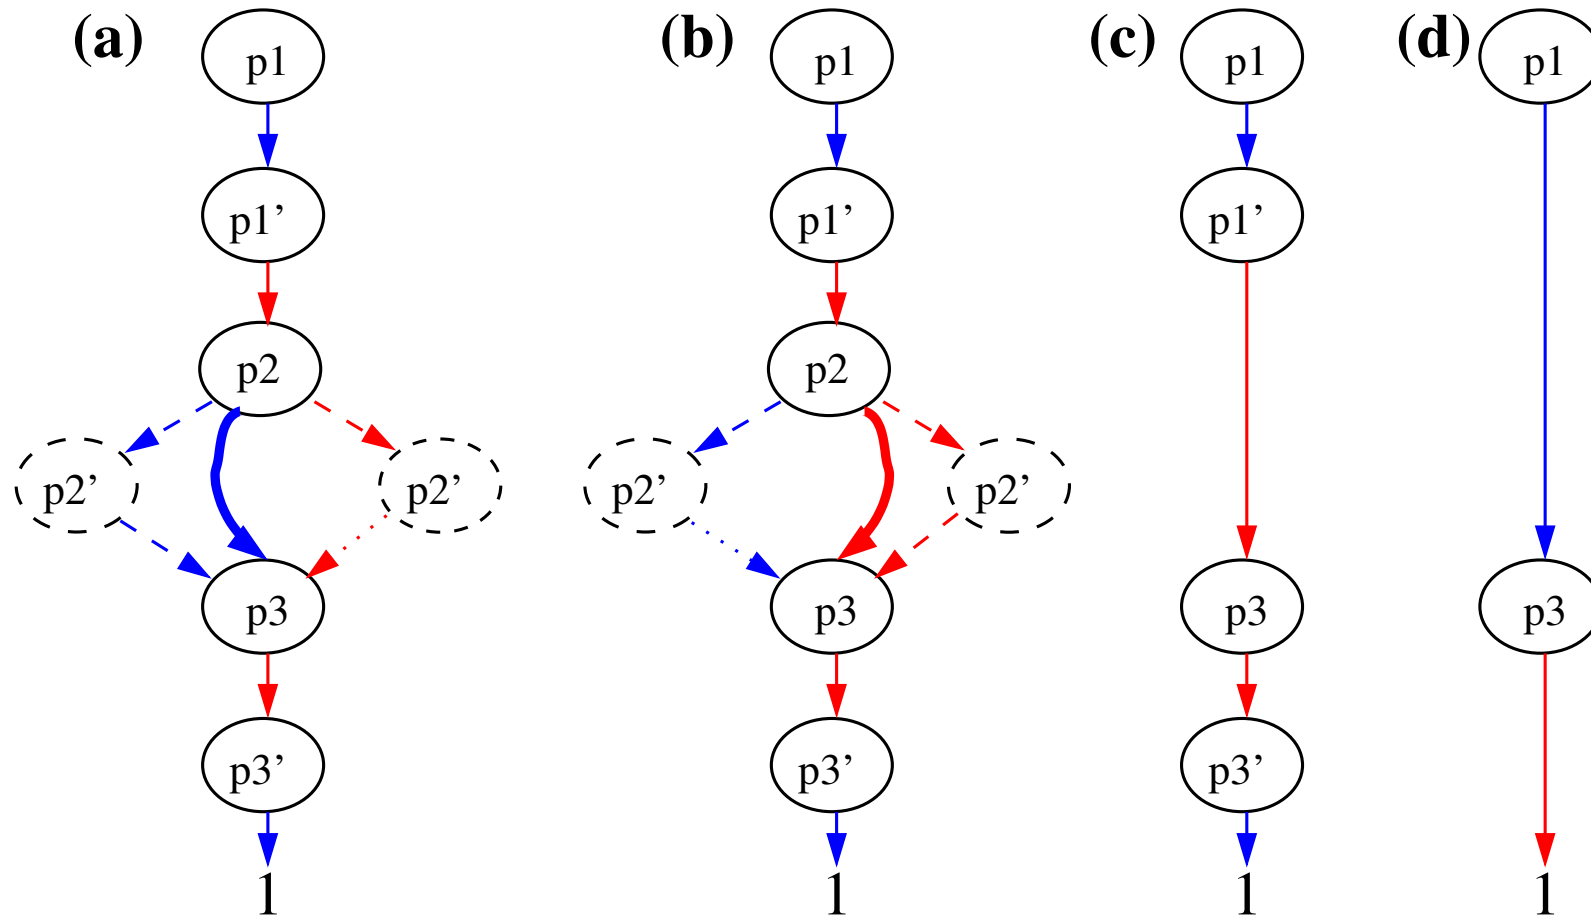 (a) p1 (b) p1 (c) p1 (d) p1
p1’ p1’ p1’
p2 p2
p2’ p2’ p2’ p2’
p3 p3 p3 p3
p3’ p3’ p3’
1 1 1 1